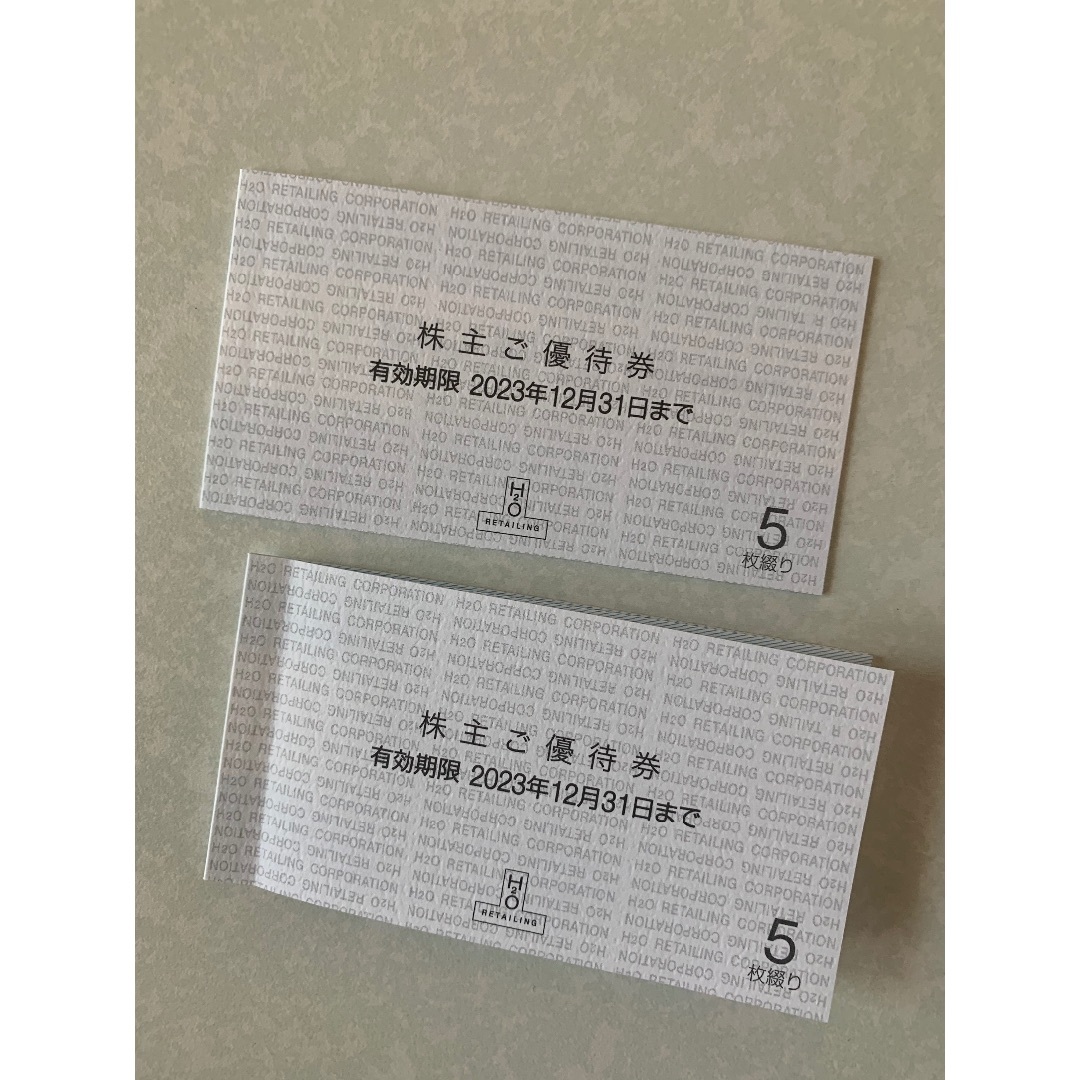 株主ご優待券
有効期限 2023年12月31日まで
H2O
RETAILING
5
枚綴り
H2O RETAILING CORPORATION
株主ご優待券
有効期限 2023年12月31日まで
H2O
RETAILING
5
枚綴り
H2O RETAILING CORPORATION